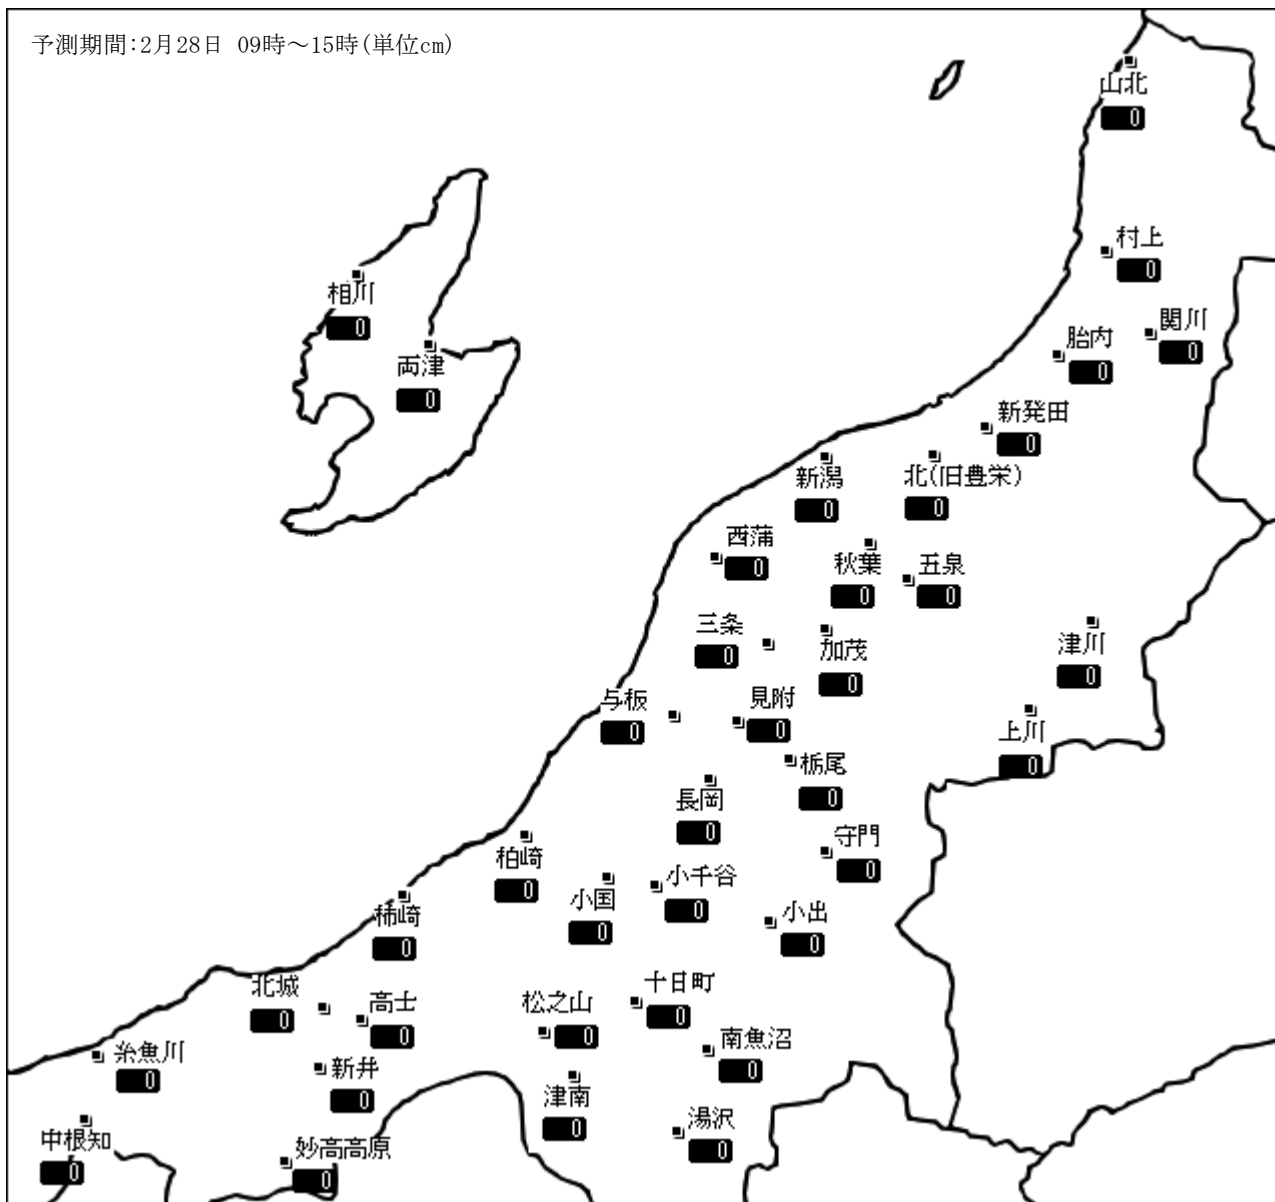 予測期間:2月28日 09時～15時(単位cm)
山北
0
村上
0
相川
0
関川
0
胎内
0
両津
0
新発田
0
新潟
0
北(旧豊栄)
0
西蒲
0
秋葉
0
五泉
0
三条
0
加茂
0
津川
0
与板
0
見附
0
上川
0
栃尾
0
長岡
0
守門
0
柏崎
0
小国
0
小千谷
0
小出
0
柿崎
0
北城
0
高士
0
松之山
0
十日町
0
南魚沼
0
糸魚川
0
新井
0
津南
0
湯沢
0
中根知
0
妙高高原
0